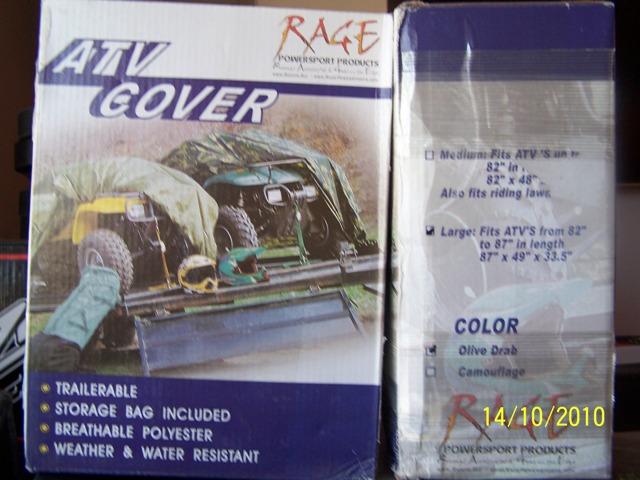 RAGE
POWERSPORT PRODUCTS
ATV
COVER
TRAILERABLE
STORAGE BAG INCLUDED
BREATHABLE POLYESTER
WEATHER & WATER RESISTANT
Medium: Fits ATV'S up
82" in
82" x 48"
Also fits riding
Large: Fits ATV'S from 82"
to 87" in length
87" x 49" x 33.5"
COLOR
Olive Drab
Camouflage
RAGE
14/10/2010
POWERSPORT PRODUCTS